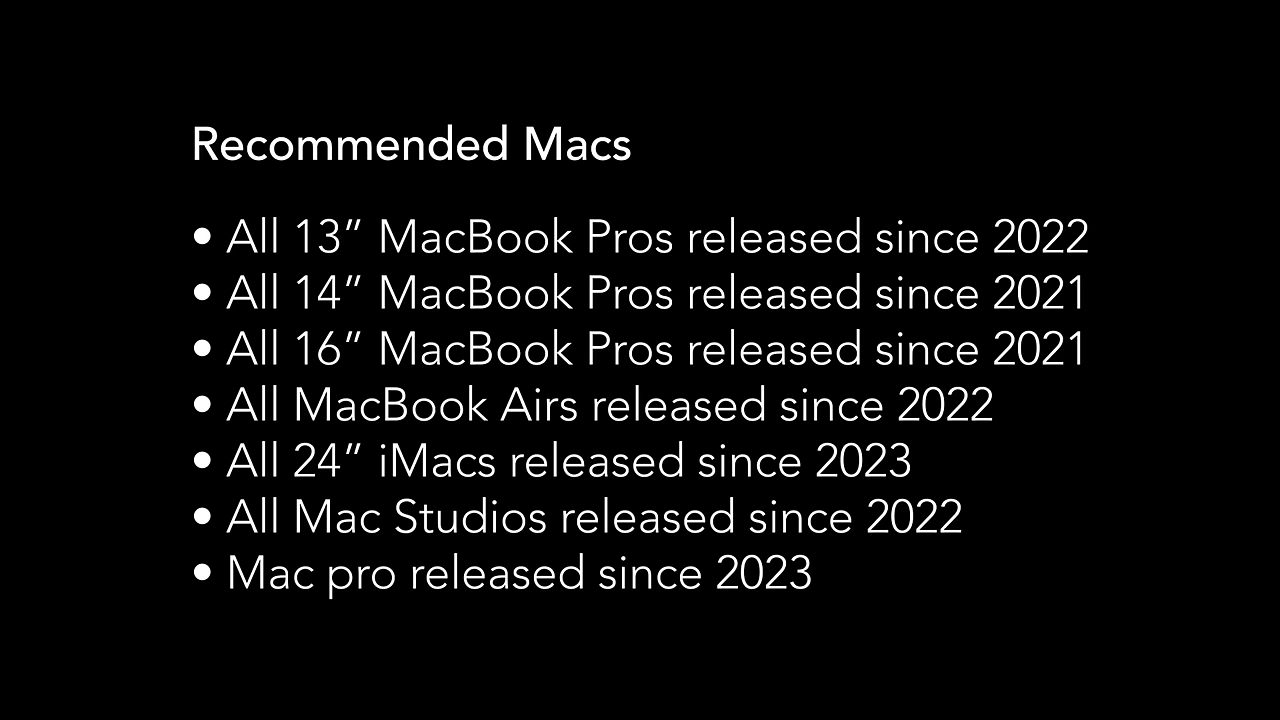 Recommended Macs
• All 13” MacBook Pros released since 2022
• All 14” MacBook Pros released since 2021
• All 16” MacBook Pros released since 2021
• All MacBook Airs released since 2022
• All 24” iMacs released since 2023
• All Mac Studios released since 2022
• Mac pro released since 2023